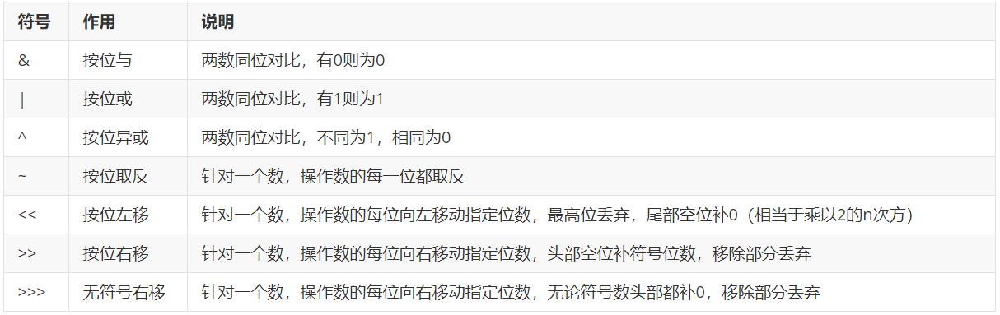 符号 作用 说明
& 按位与 两数同位对比，有0则为0
| 按位或 两数同位对比，有1则为1
^ 按位异或 两数同位对比，不同为1，相同为0
~ 按位取反 针对一个数，操作数的每一位都取反
<< 按位左移 针对一个数，操作数的每位向左移动指定位数，最高位丢弃，尾部空位补0（相当于乘以2的n次方）
>> 按位右移 针对一个数，操作数的每位向右移动指定位数，头部空位补符号位数，移除部分丢弃
>>> 无符号右移 针对一个数，操作数的每位向右移动指定位数，无论符号数头部都补0，移除部分丢弃